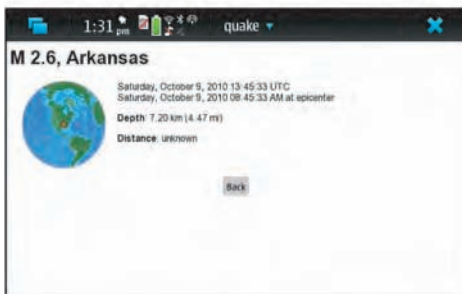 1:31 pm quake
M 2.6, Arkansas
Saturday, October 9, 2010 13:45:33 UTC
Saturday, October 9, 2010 08:45:33 AM at epicenter
Depth: 7.20 km (4.47 mi)
Distance: unknown
Back